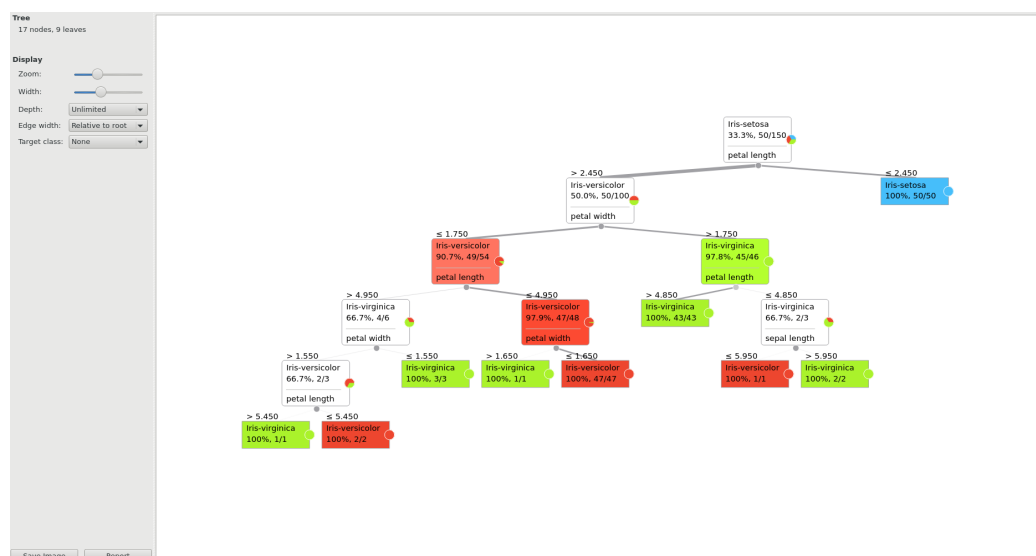 Tree
17 nodes, 9 leaves
Display
Zoom:
Width:
Depth: Unlimited
Edge width: Relative to root
Target class: None
Save Image Report
Iris-setosa
33.3%, 50/150
petal length
> 2.450
Iris-versicolor
50.0%, 50/100
petal width
≤ 2.450
Iris-setosa
100%, 50/50
≤ 1.750
Iris-versicolor
90.7%, 49/54
petal length
> 1.750
Iris-virginica
97.8%, 45/46
petal length
> 4.950
Iris-virginica
66.7%, 4/6
petal width
≤ 4.950
Iris-versicolor
97.9%, 47/48
petal width
> 4.850
Iris-virginica
100%, 43/43
≤ 4.850
Iris-virginica
66.7%, 2/3
sepal length
> 1.550
Iris-versicolor
66.7%, 2/3
petal length
≤ 1.550
Iris-virginica
100%, 3/3
> 1.650
Iris-virginica
100%, 1/1
≤ 1.650
Iris-versicolor
100%, 47/47
≤ 5.950
Iris-versicolor
100%, 1/1
> 5.950
Iris-virginica
100%, 2/2
> 5.450
Iris-virginica
100%, 1/1
≤ 5.450
Iris-versicolor
100%, 2/2